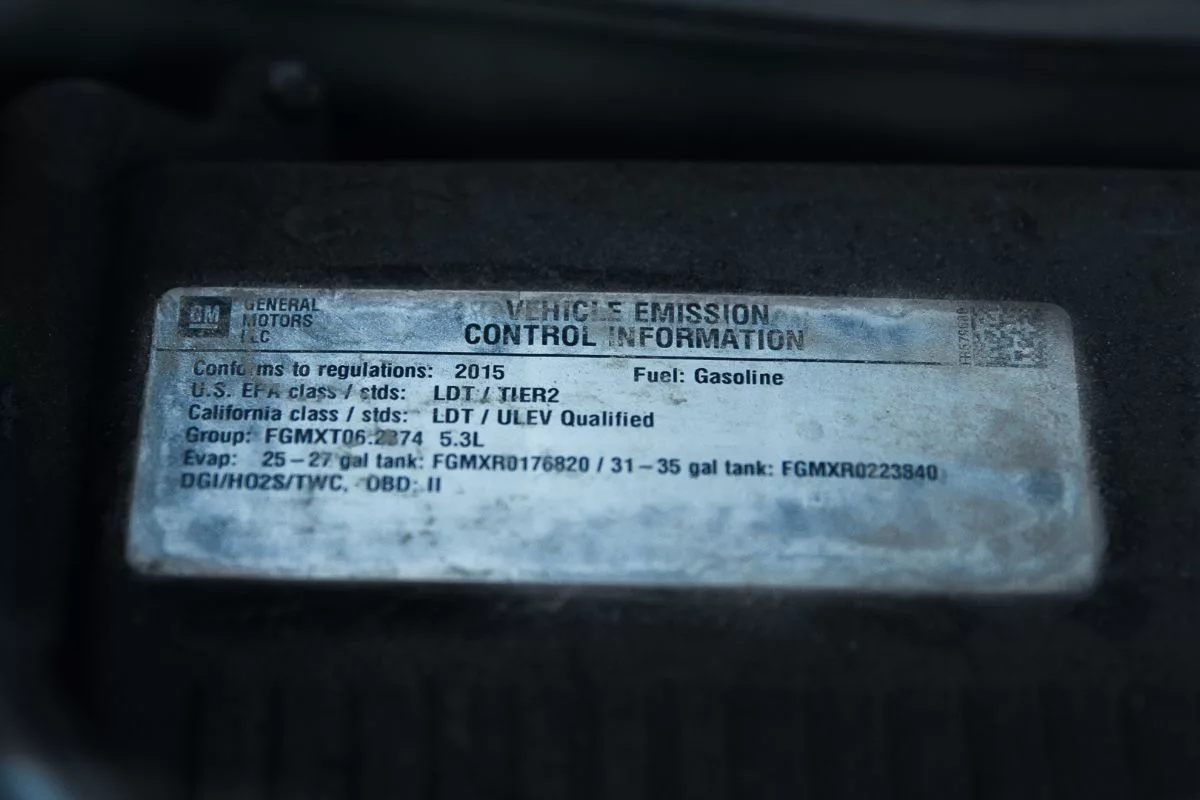 GM GENERAL MOTORS LLC
VEHICLE EMISSION
CONTROL INFORMATION
Conforms to regulations: 2015 Fuel: Gasoline
U.S. EPA class / stds: LDT / TIER2
California class / stds: LDT / ULEV Qualified
Group: FGMXT06.2374 5.3L
Evap: 25-27 gal tank: FGMXR0176820 / 31-35 gal tank: FGMXR0223840
DGI/HO2S/TWC, OBD: II